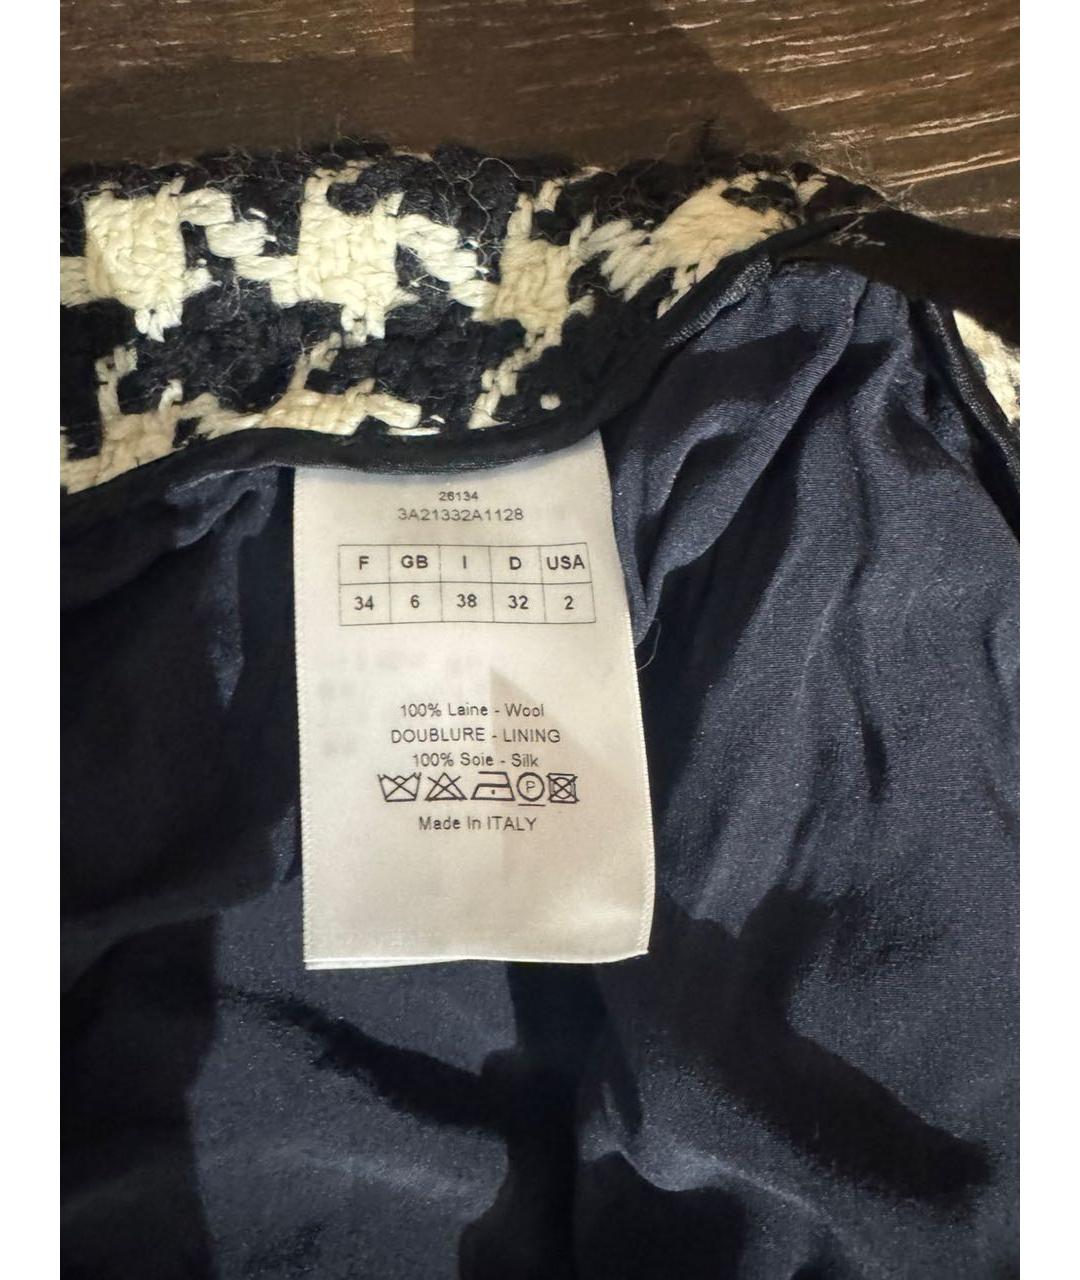 26134
3A21332A1128
F GB I D USA
34 6 38 32 2
100% Laine - Wool
DOUBLURE - LINING
100% Soie - Silk
P
Made In ITALY